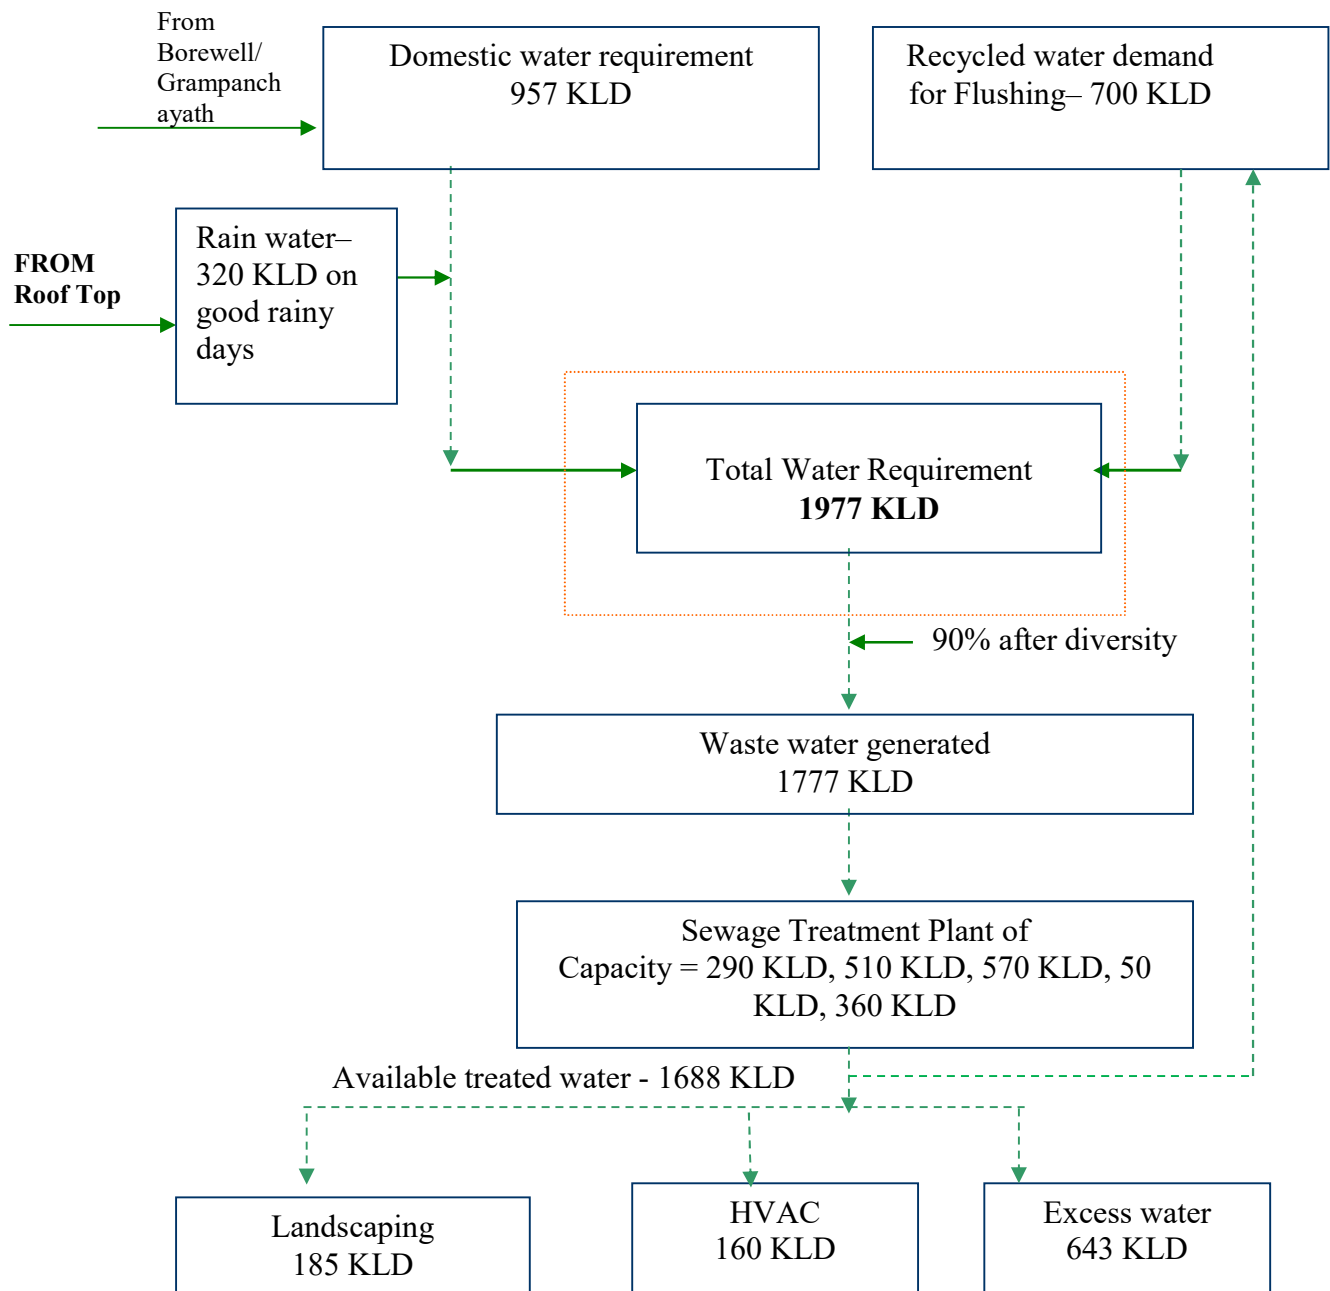 From
Borewell/
Grampanch
ayath
Domestic water requirement
957 KLD
Recycled water demand
for Flushing– 700 KLD
FROM
Roof Top
Rain water–
320 KLD on
good rainy
days
Total Water Requirement
1977 KLD
90% after diversity
Waste water generated
1777 KLD
Sewage Treatment Plant of
Capacity = 290 KLD, 510 KLD, 570 KLD, 50
KLD, 360 KLD
Available treated water - 1688 KLD
Landscaping
185 KLD
HVAC
160 KLD
Excess water
643 KLD